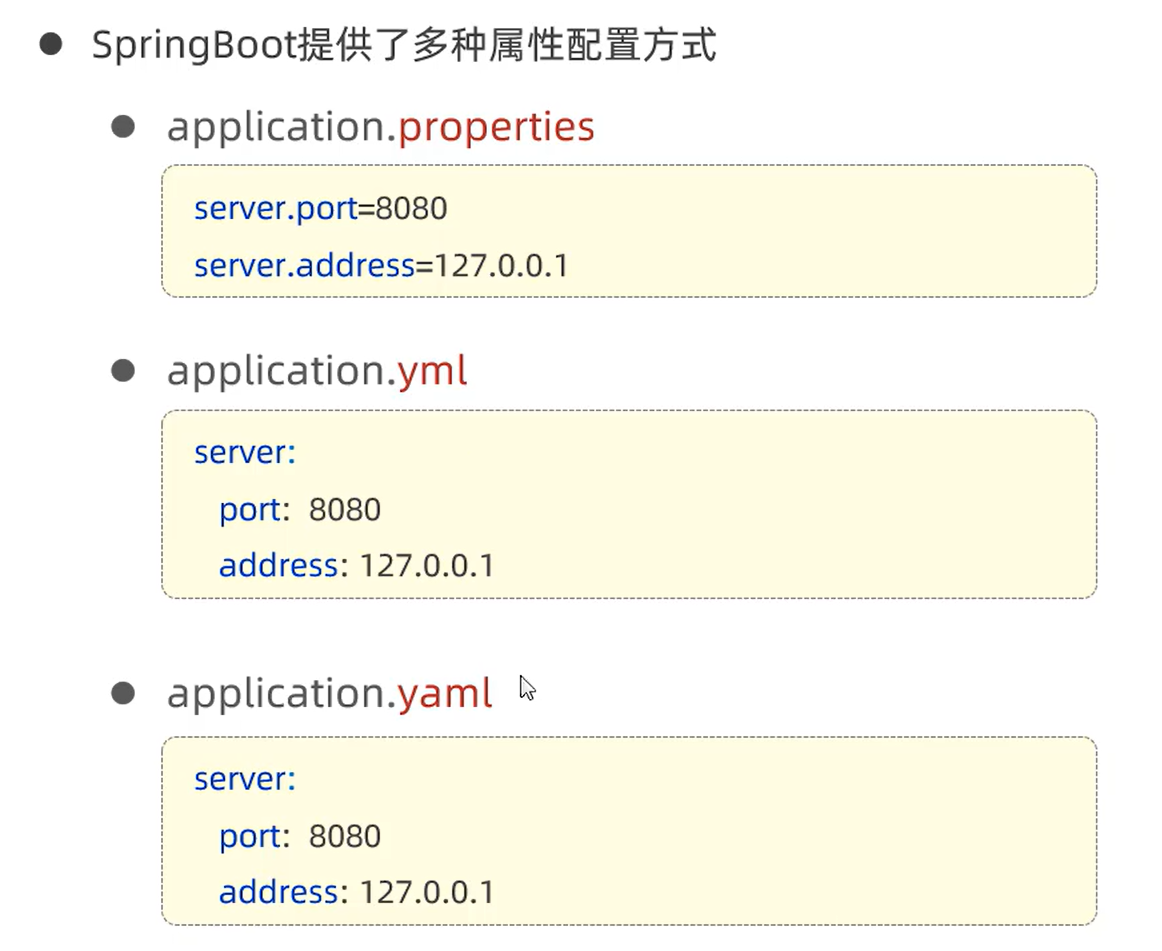 SpringBoot提供了多种属性配置方式
application.properties
server.port=8080
server.address=127.0.0.1
application.yml
server:
port: 8080
address: 127.0.0.1
application.yaml
server:
port: 8080
address: 127.0.0.1